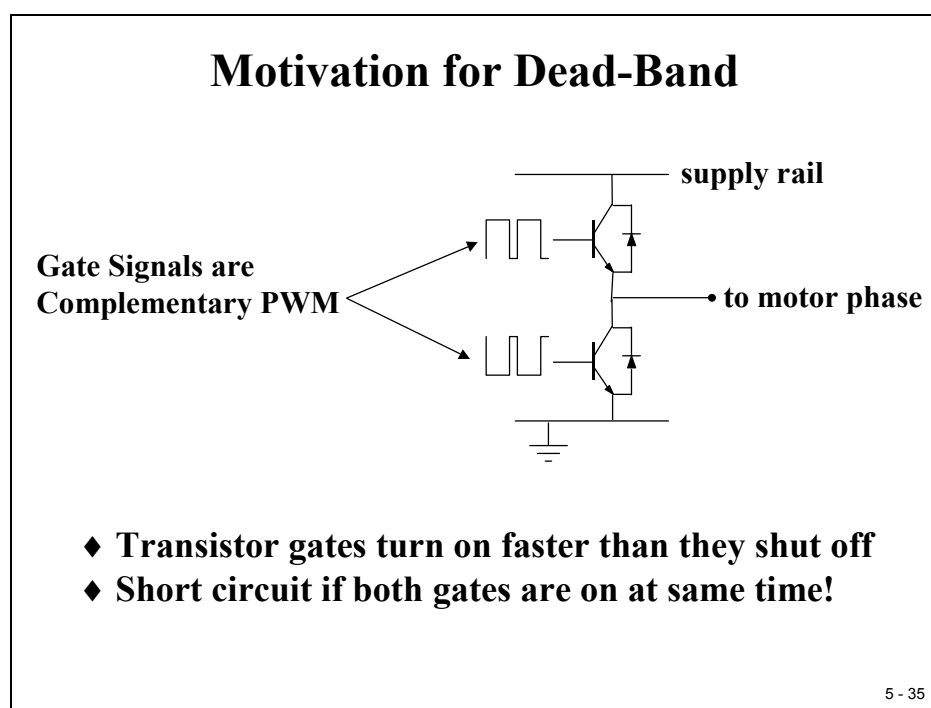 Motivation for Dead-Band
supply rail
Gate Signals are
Complementary PWM
to motor phase
♦ Transistor gates turn on faster than they shut off
♦ Short circuit if both gates are on at same time!
5 - 35